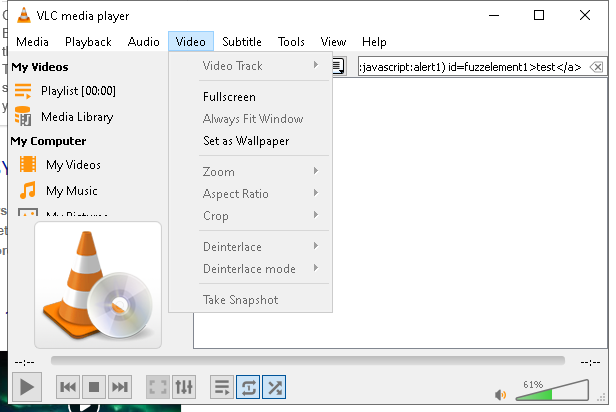 VLC media player
Media Playback Audio Video Subtitle Tools View Help
My Videos
Playlist [00:00]
Media Library
My Computer
My Videos
My Music
My Pictures
Video Track
Fullscreen
Always Fit Window
Set as Wallpaper
Zoom
Aspect Ratio
Crop
Deinterlace
Deinterlace mode
Take Snapshot
:javascript:alert1) id=fuzzelement1>test</a>
--:--
--:--
61%